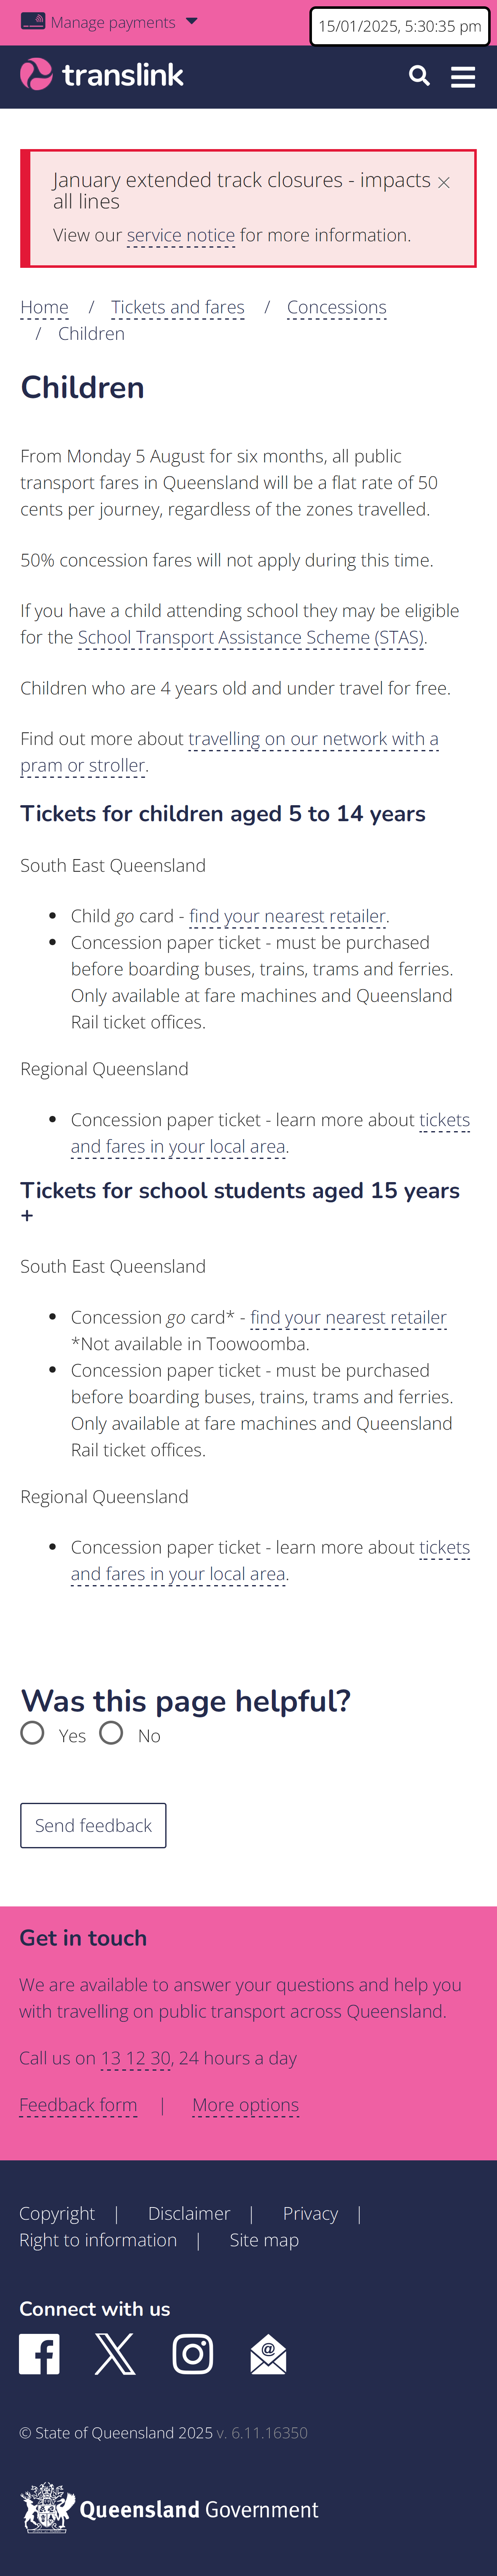 Manage payments
15/01/2025, 5:30:35 pm
translink
January extended track closures - impacts
all lines
View our service notice for more information.
Home / Tickets and fares / Concessions
/ Children
Children
From Monday 5 August for six months, all public
transport fares in Queensland will be a flat rate of 50
cents per journey, regardless of the zones travelled.
50% concession fares will not apply during this time.
If you have a child attending school they may be eligible
for the School Transport Assistance Scheme (STAS).
Children who are 4 years old and under travel for free.
Find out more about travelling on our network with a
pram or stroller.
Tickets for children aged 5 to 14 years
South East Queensland
• Child go card - find your nearest retailer.
• Concession paper ticket - must be purchased
before boarding buses, trains, trams and ferries.
Only available at fare machines and Queensland
Rail ticket offices.
Regional Queensland
• Concession paper ticket - learn more about tickets
and fares in your local area.
Tickets for school students aged 15 years
+
South East Queensland
• Concession go card* - find your nearest retailer
*Not available in Toowoomba.
• Concession paper ticket - must be purchased
before boarding buses, trains, trams and ferries.
Only available at fare machines and Queensland
Rail ticket offices.
Regional Queensland
• Concession paper ticket - learn more about tickets
and fares in your local area.
Was this page helpful?
Yes No
Send feedback
Get in touch
We are available to answer your questions and help you
with travelling on public transport across Queensland.
Call us on 13 12 30, 24 hours a day
Feedback form | More options
Copyright | Disclaimer | Privacy |
Right to information | Site map
Connect with us
© State of Queensland 2025 v. 6.11.16350
Queensland Government